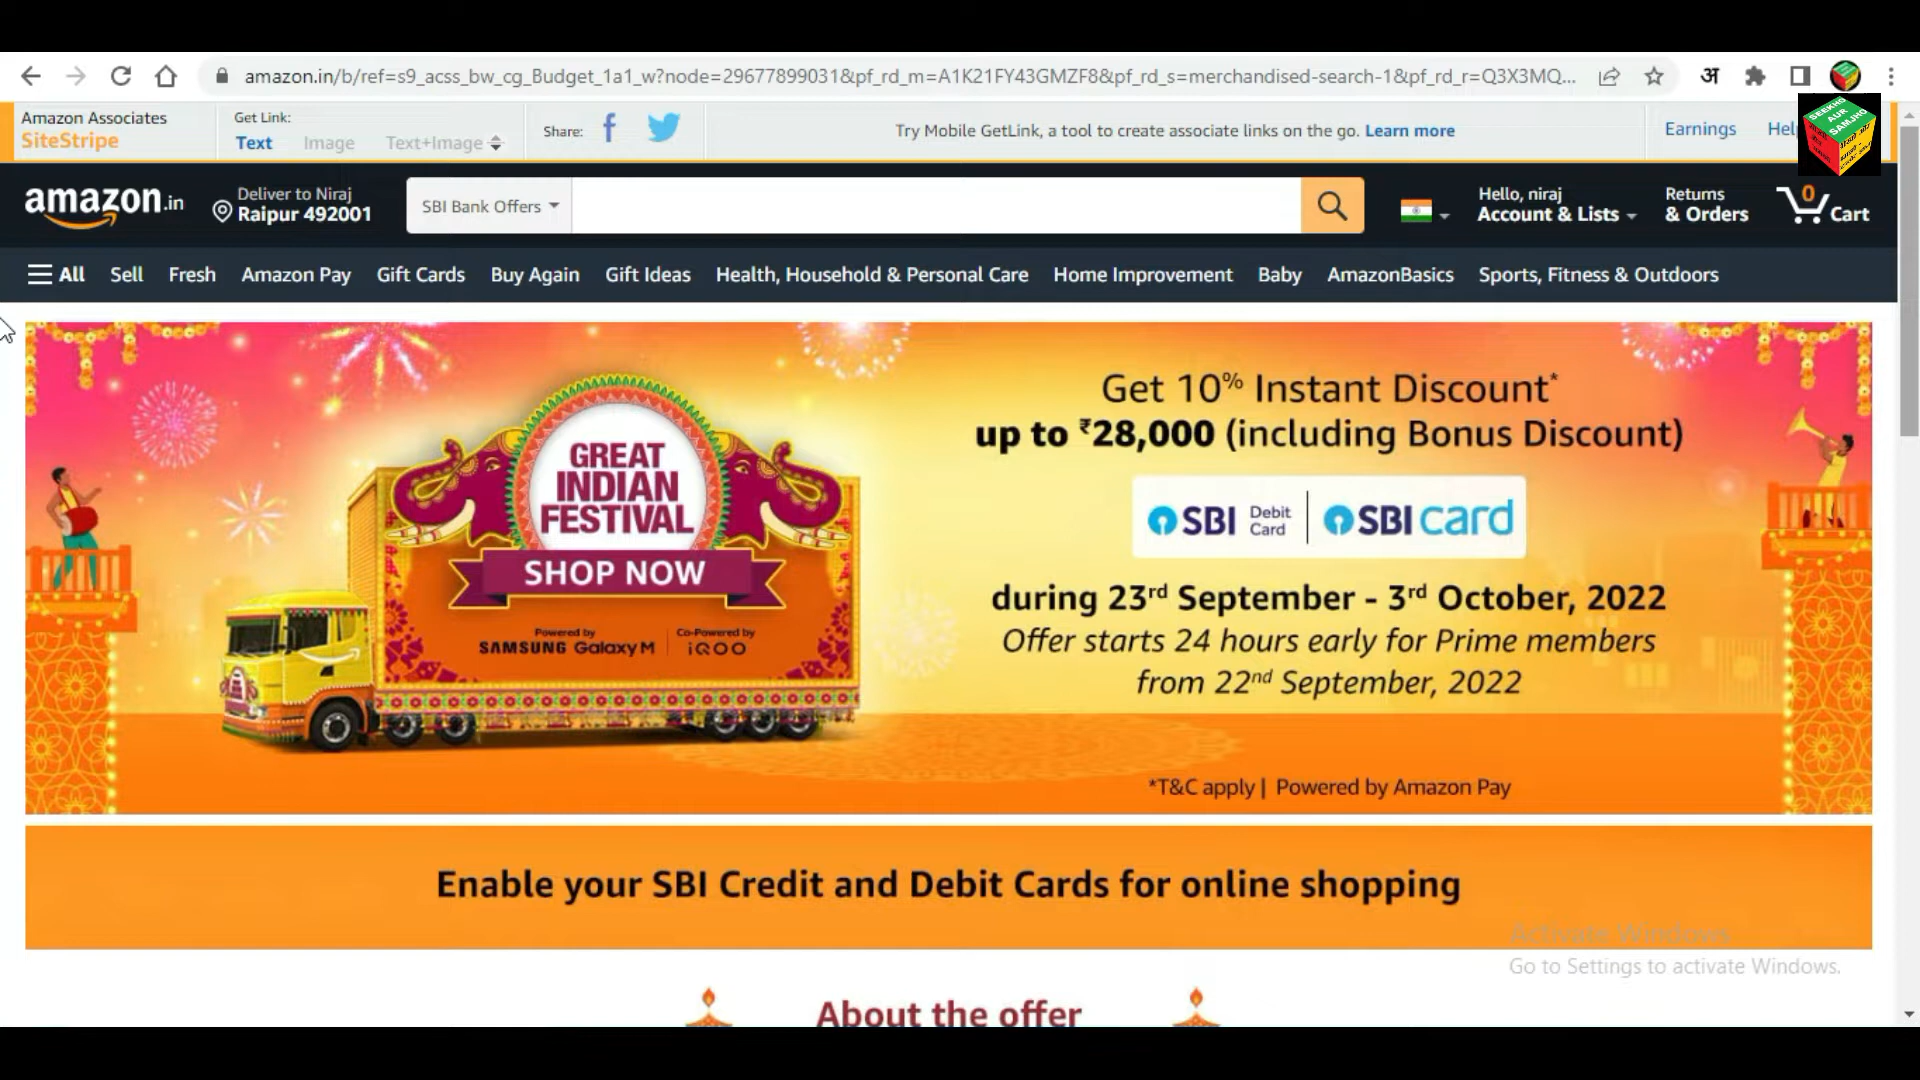 amazon.in/b/ref=s9_acss_bw_cg_Budget_1a1_w?node=29677899031&pf_rd_m=A1K21FY43GMZF8&pf_rd_s=merchandised-search-1&pf_rd_r=Q3X3MQ...
अ
Amazon Associates
SiteStripe
Get Link:
Text Image Text+Image
Share:
Try Mobile GetLink, a tool to create associate links on the go. Learn more
Earnings
SEEKHO
AUR
SAMJHO
amazon.in
Deliver to Niraj
Raipur 492001
SBI Bank Offers
Hello, niraj
Account & Lists
Returns
& Orders
0
Cart
All Sell Fresh Amazon Pay Gift Cards Buy Again Gift Ideas Health, Household & Personal Care Home Improvement Baby AmazonBasics Sports, Fitness & Outdoors
GREAT
INDIAN
FESTIVAL
SHOP NOW
Powered by
SAMSUNG Galaxy M
Co-Powered by
iQOO
Get 10% Instant Discount*
up to ₹28,000 (including Bonus Discount)
SBI Debit Card | SBI card
during 23rd September - 3rd October, 2022
Offer starts 24 hours early for Prime members
from 22nd September, 2022
*T&C apply | Powered by Amazon Pay
Enable your SBI Credit and Debit Cards for online shopping
Activate Windows
Go to Settings to activate Windows.
About the offer